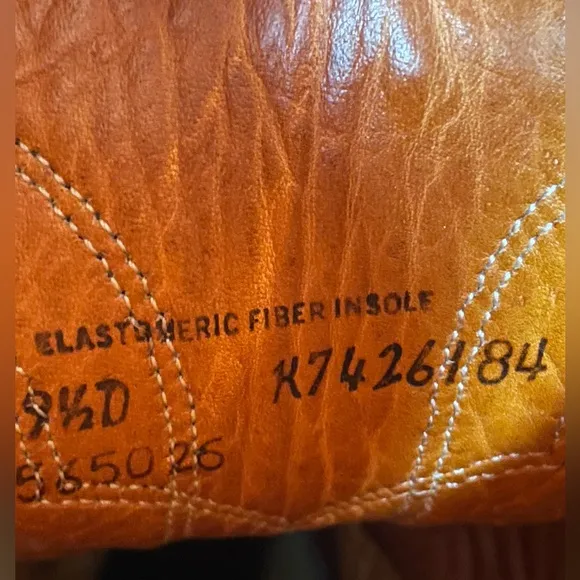 ELASTOMERIC FIBER INSOLE
9½D K7426184
565026